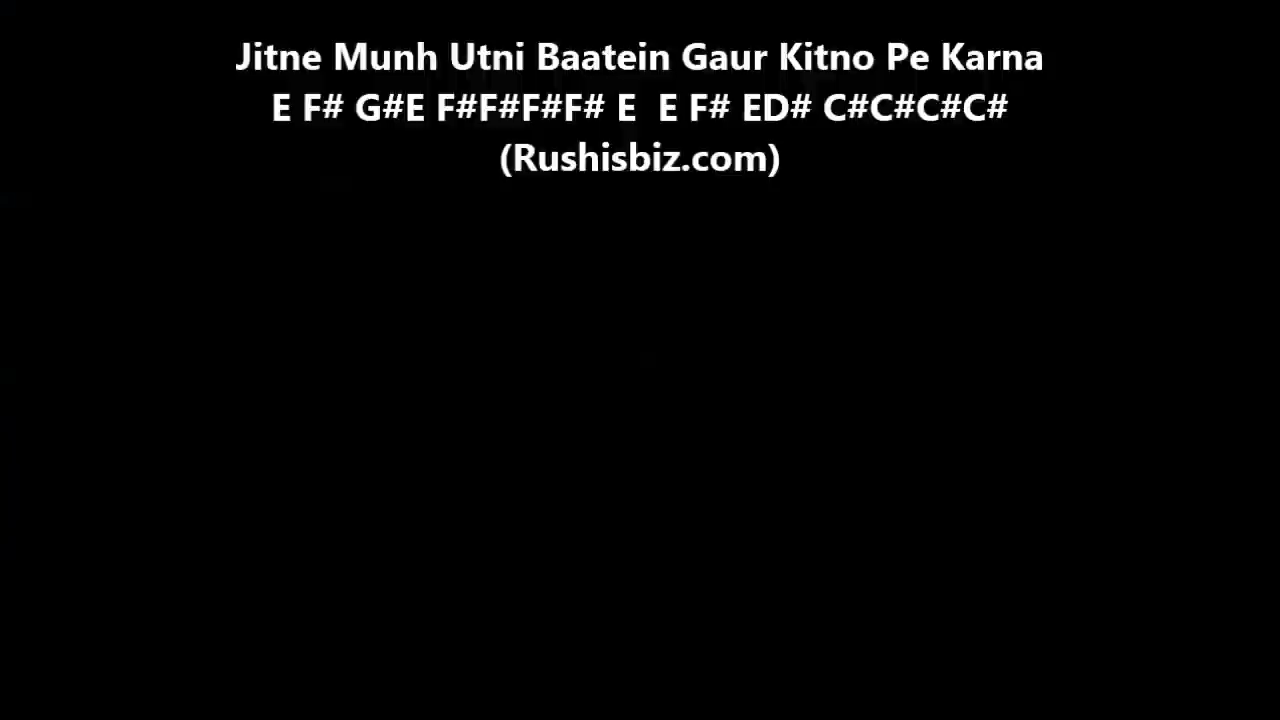 Jitne Munh Utni Baatein Gaur Kitno Pe Karna
E F# G#E F#F#F#F# E  E F# ED# C#C#C#C#
(Rushisbiz.com)